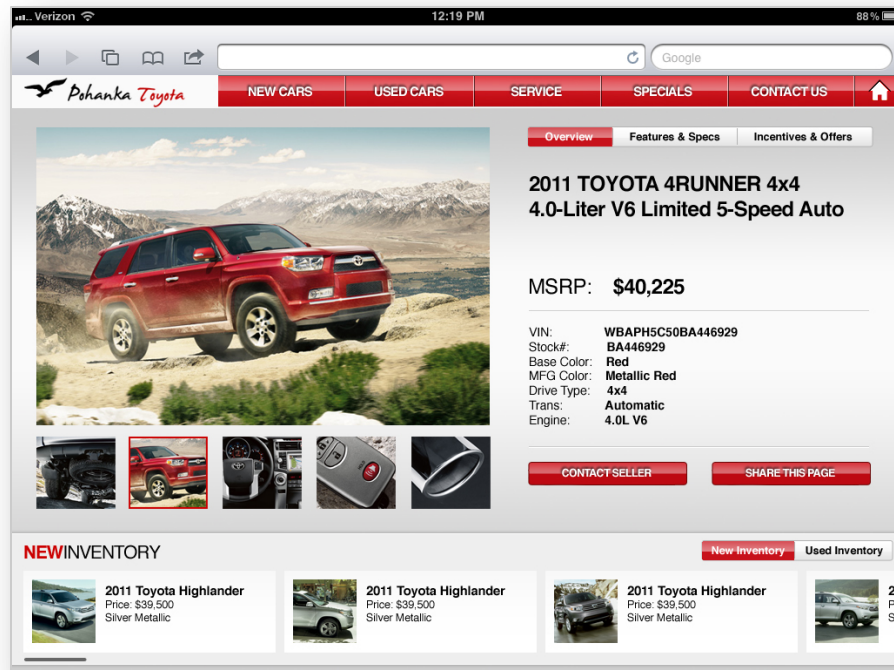 Verizon 12:19 PM 88%
Google
Pohanka Toyota NEW CARS USED CARS SERVICE SPECIALS CONTACT US
Overview Features & Specs Incentives & Offers
2011 TOYOTA 4RUNNER 4x4
4.0-Liter V6 Limited 5-Speed Auto
MSRP: $40,225
VIN: WBAPH5C50BA446929
Stock#: BA446929
Base Color: Red
MFG Color: Metallic Red
Drive Type: 4x4
Trans: Automatic
Engine: 4.0L V6
CONTACT SELLER SHARE THIS PAGE
NEWINVENTORY New Inventory Used Inventory
2011 Toyota Highlander
Price: $39,500
Silver Metallic
2011 Toyota Highlander
Price: $39,500
Silver Metallic
2011 Toyota Highlander
Price: $39,500
Silver Metallic
2
P
S